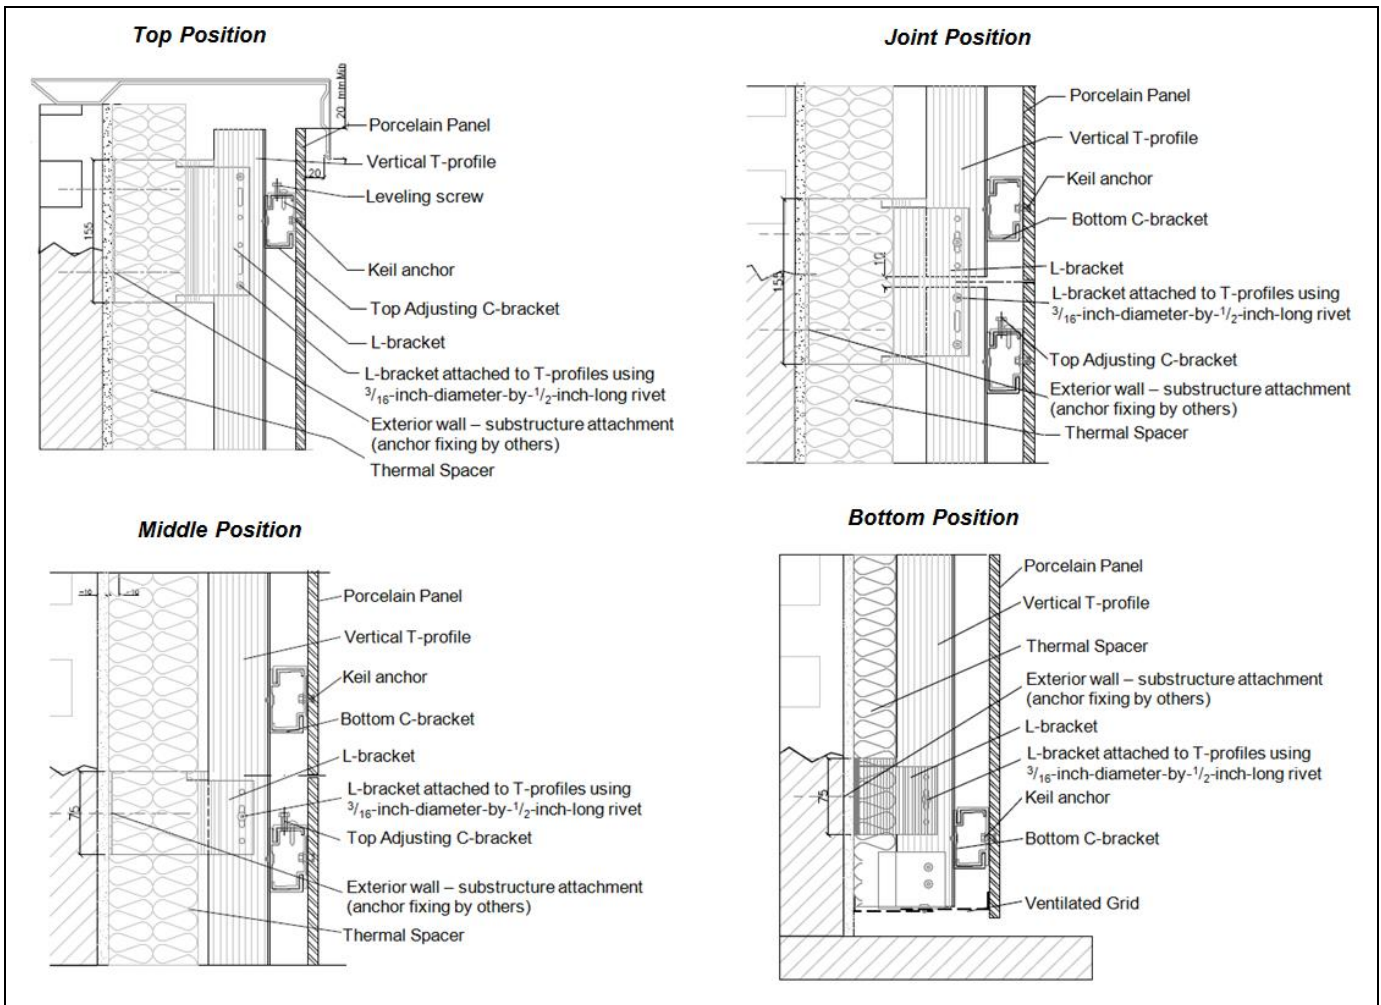 Top Position
20 mm Min
Porcelain Panel
Vertical T-profile
20
Leveling screw
155
Keil anchor
Top Adjusting C-bracket
L-bracket
L-bracket attached to T-profiles using
3/16-inch-diameter-by-1/2-inch-long rivet
Exterior wall – substructure attachment
(anchor fixing by others)
Thermal Spacer
Joint Position
Porcelain Panel
Vertical T-profile
Keil anchor
Bottom C-bracket
10
155
L-bracket
L-bracket attached to T-profiles using
3/16-inch-diameter-by-1/2-inch-long rivet
Top Adjusting C-bracket
Exterior wall – substructure attachment
(anchor fixing by others)
Thermal Spacer
Middle Position
~10
~10
Porcelain Panel
Vertical T-profile
Keil anchor
Bottom C-bracket
L-bracket
75
L-bracket attached to T-profiles using
3/16-inch-diameter-by-1/2-inch-long rivet
Top Adjusting C-bracket
Exterior wall – substructure attachment
(anchor fixing by others)
Thermal Spacer
Bottom Position
Porcelain Panel
Vertical T-profile
Thermal Spacer
Exterior wall – substructure attachment
(anchor fixing by others)
L-bracket
L-bracket attached to T-profiles using
3/16-inch-diameter-by-1/2-inch-long rivet
75
Keil anchor
Bottom C-bracket
Ventilated Grid